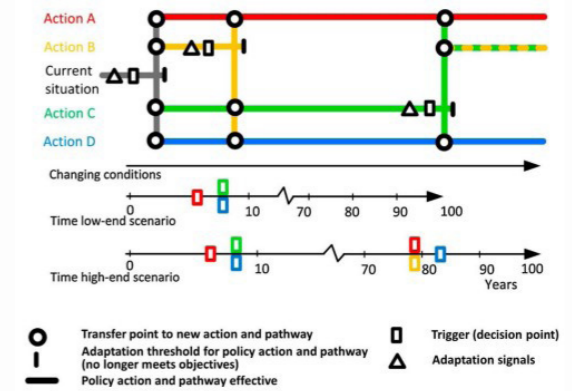 Action A
Action B
Current
situation
Action C
Action D
Changing conditions
0 10 70 80 90 100
Time low-end scenario
0 10 70 80 90 100
Time high-end scenario
Years
Transfer point to new action and pathway
Adaptation threshold for policy action and pathway
(no longer meets objectives)
Policy action and pathway effective
Trigger (decision point)
Adaptation signals